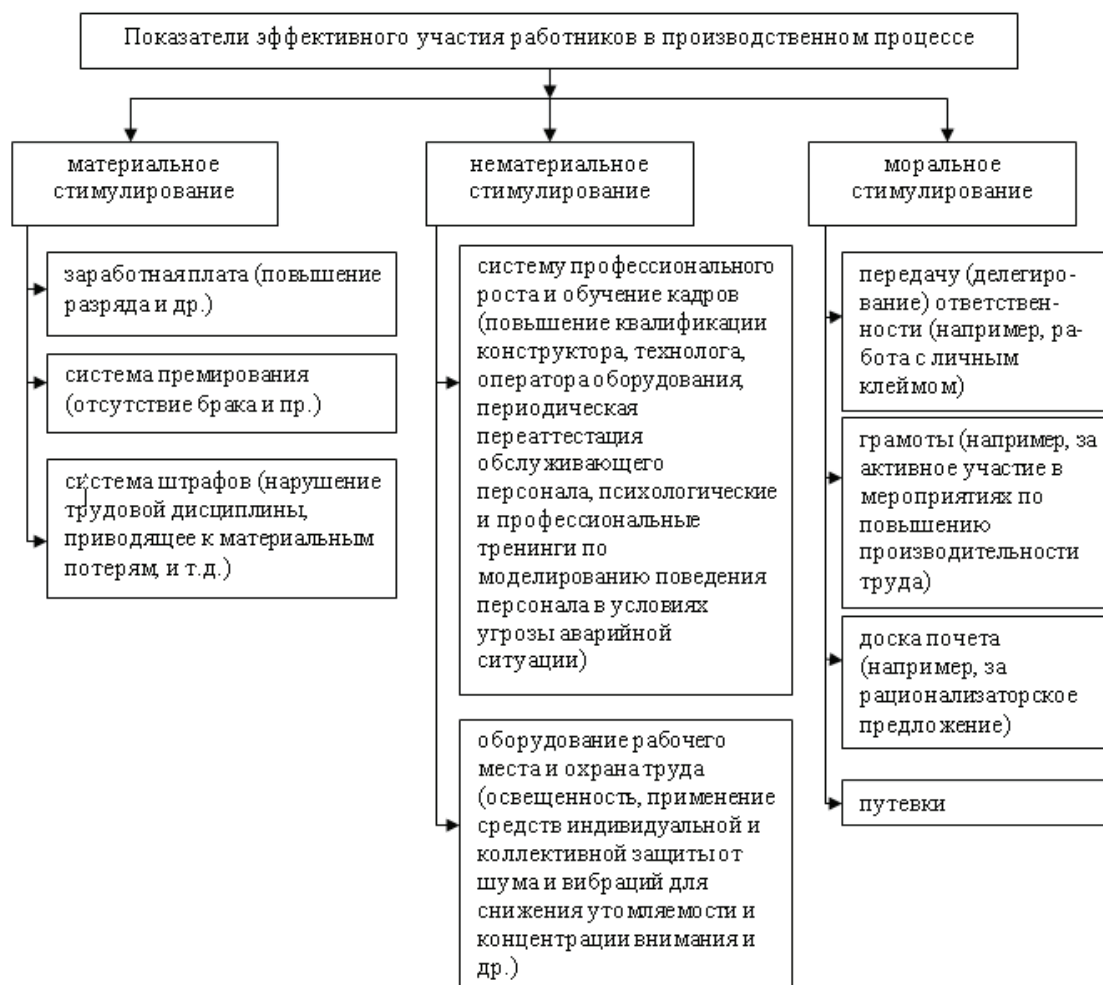 Показатели эффективного участия работников в производственном процессе
материальное
стимулирование
заработная плата (повышение
разряда и др.)
система премирования
(отсутствие брака и пр.)
система штрафов (нарушение
трудовой дисциплины,
приводящее к материальным
потерям, и т.д.)
нематериальное
стимулирование
систему профессионального
роста и обучение кадров
(повышение квалификации
конструктора, технолога,
оператора оборудования,
периодическая
переаттестация
обслуживающего
персонала, психологические
и профессиональные
тренинги по
моделированию поведения
персонала в условиях
угрозы аварийной
ситуации)
оборудование рабочего
места и охрана труда
(освещенность, применение
средств индивидуальной и
коллективной защиты от
шума и вибраций для
снижения утомляемости и
концентрации внимания и
др.)
моральное
стимулирование
передачу (делегиро-
вание) ответствен-
ности (например, ра-
бота с личным
клеймом)
грамоты (например, за
активное участие в
мероприятиях по
повышению
производительности
труда)
доска почета
(например, за
рационализаторское
предложение)
путевки